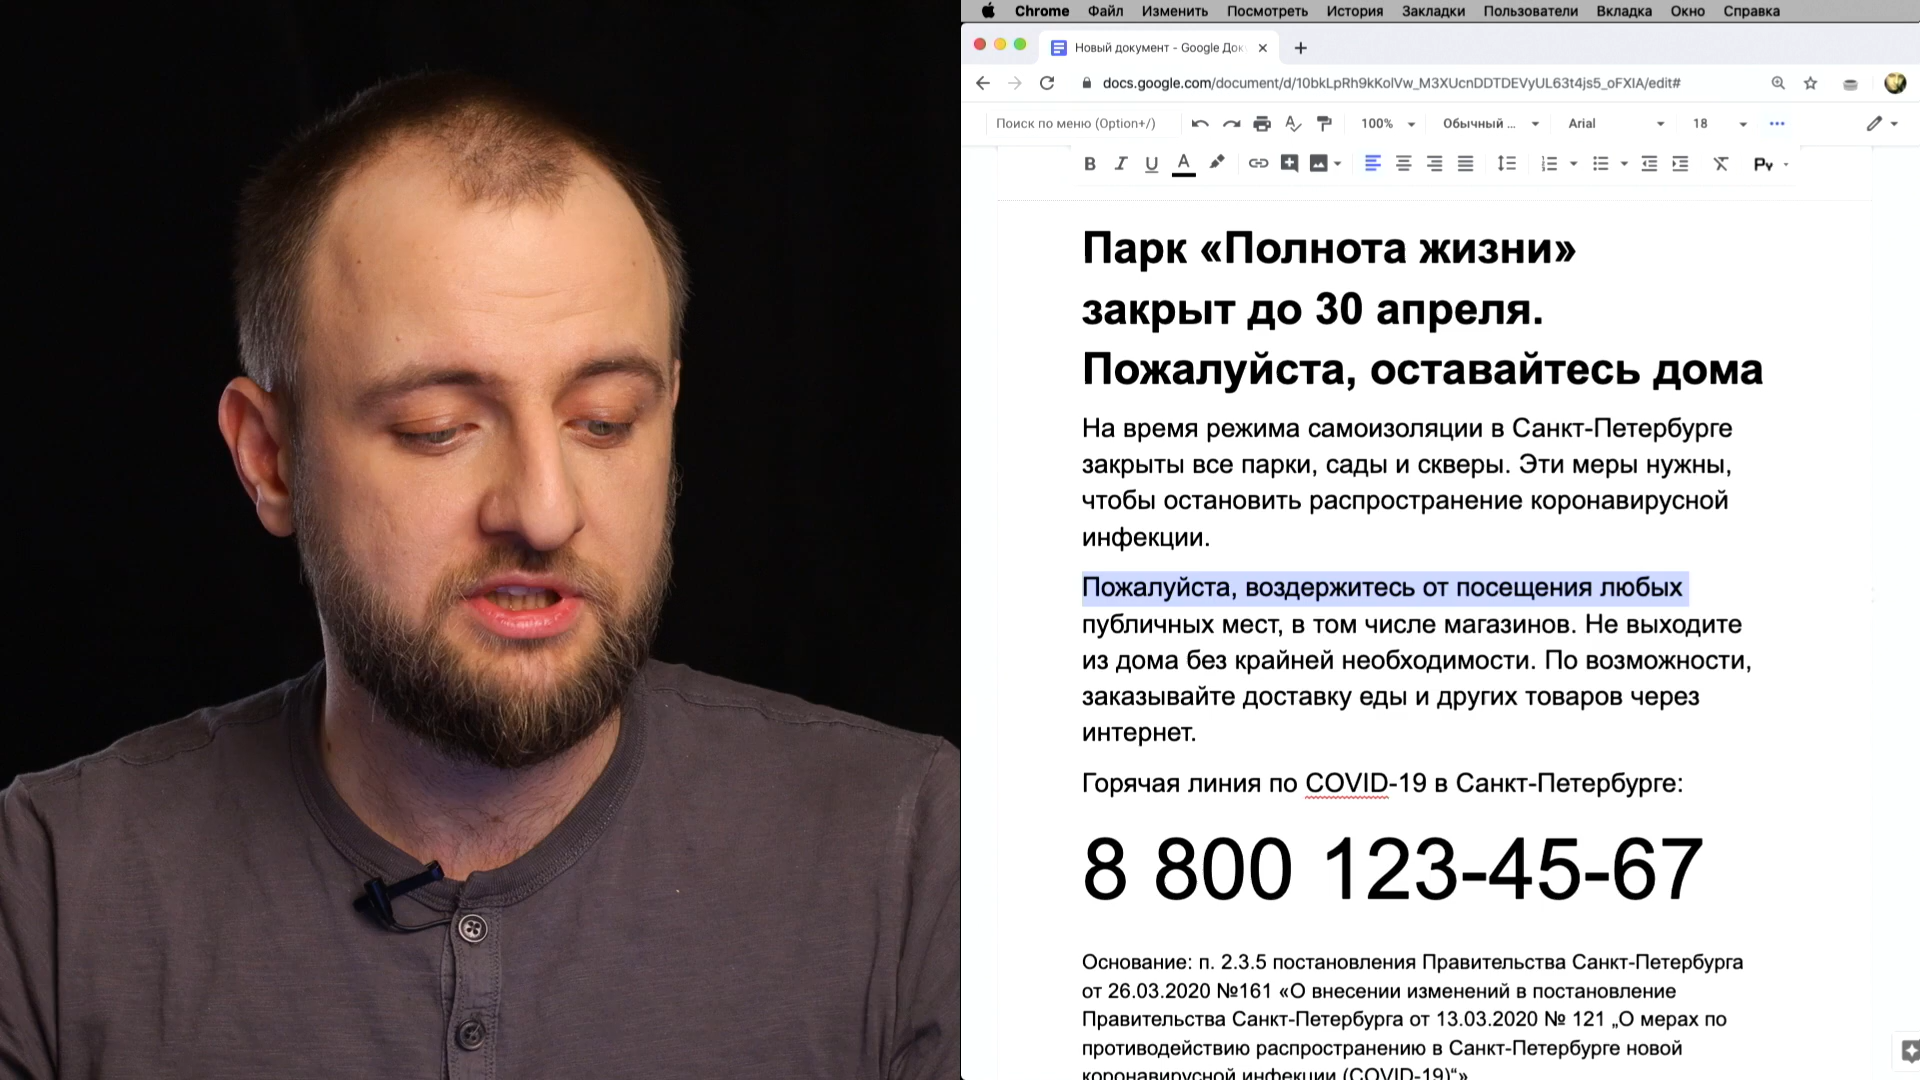 Chrome Файл Изменить Посмотреть История Закладки Пользователи Вкладка Окно Справка
Новый документ - Google Док
docs.google.com/document/d/10bkLpRh9kKolVw_M3XUcnDDTDEVyUL63t4js5_oFXIA/edit#
Поиск по меню (Option+/) 100% Обычный ... Arial 18
B I U A Ру
Парк «Полнота жизни»
закрыт до 30 апреля.
Пожалуйста, оставайтесь дома
На время режима самоизоляции в Санкт-Петербурге
закрыты все парки, сады и скверы. Эти меры нужны,
чтобы остановить распространение коронавирусной
инфекции.
Пожалуйста, воздержитесь от посещения любых
публичных мест, в том числе магазинов. Не выходите
из дома без крайней необходимости. По возможности,
заказывайте доставку еды и других товаров через
интернет.
Горячая линия по COVID-19 в Санкт-Петербурге:
8 800 123-45-67
Основание: п. 2.3.5 постановления Правительства Санкт-Петербурга
от 26.03.2020 №161 «О внесении изменений в постановление
Правительства Санкт-Петербурга от 13.03.2020 № 121 „О мерах по
противодействию распространению в Санкт-Петербурге новой
коронавирусной инфекции (COVID-19)“»